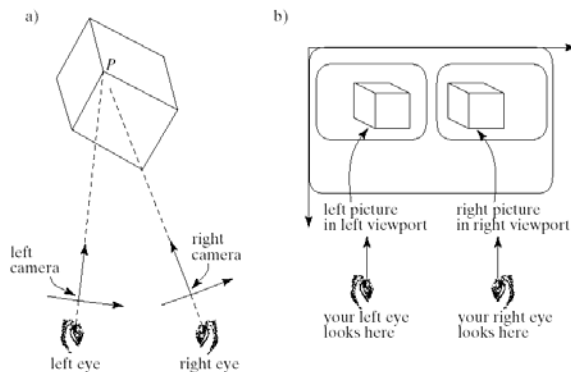 a)
P
left
camera
right
camera
left eye
right eye
b)
left picture
in left viewport
right picture
in right viewport
your left eye
looks here
your right eye
looks here